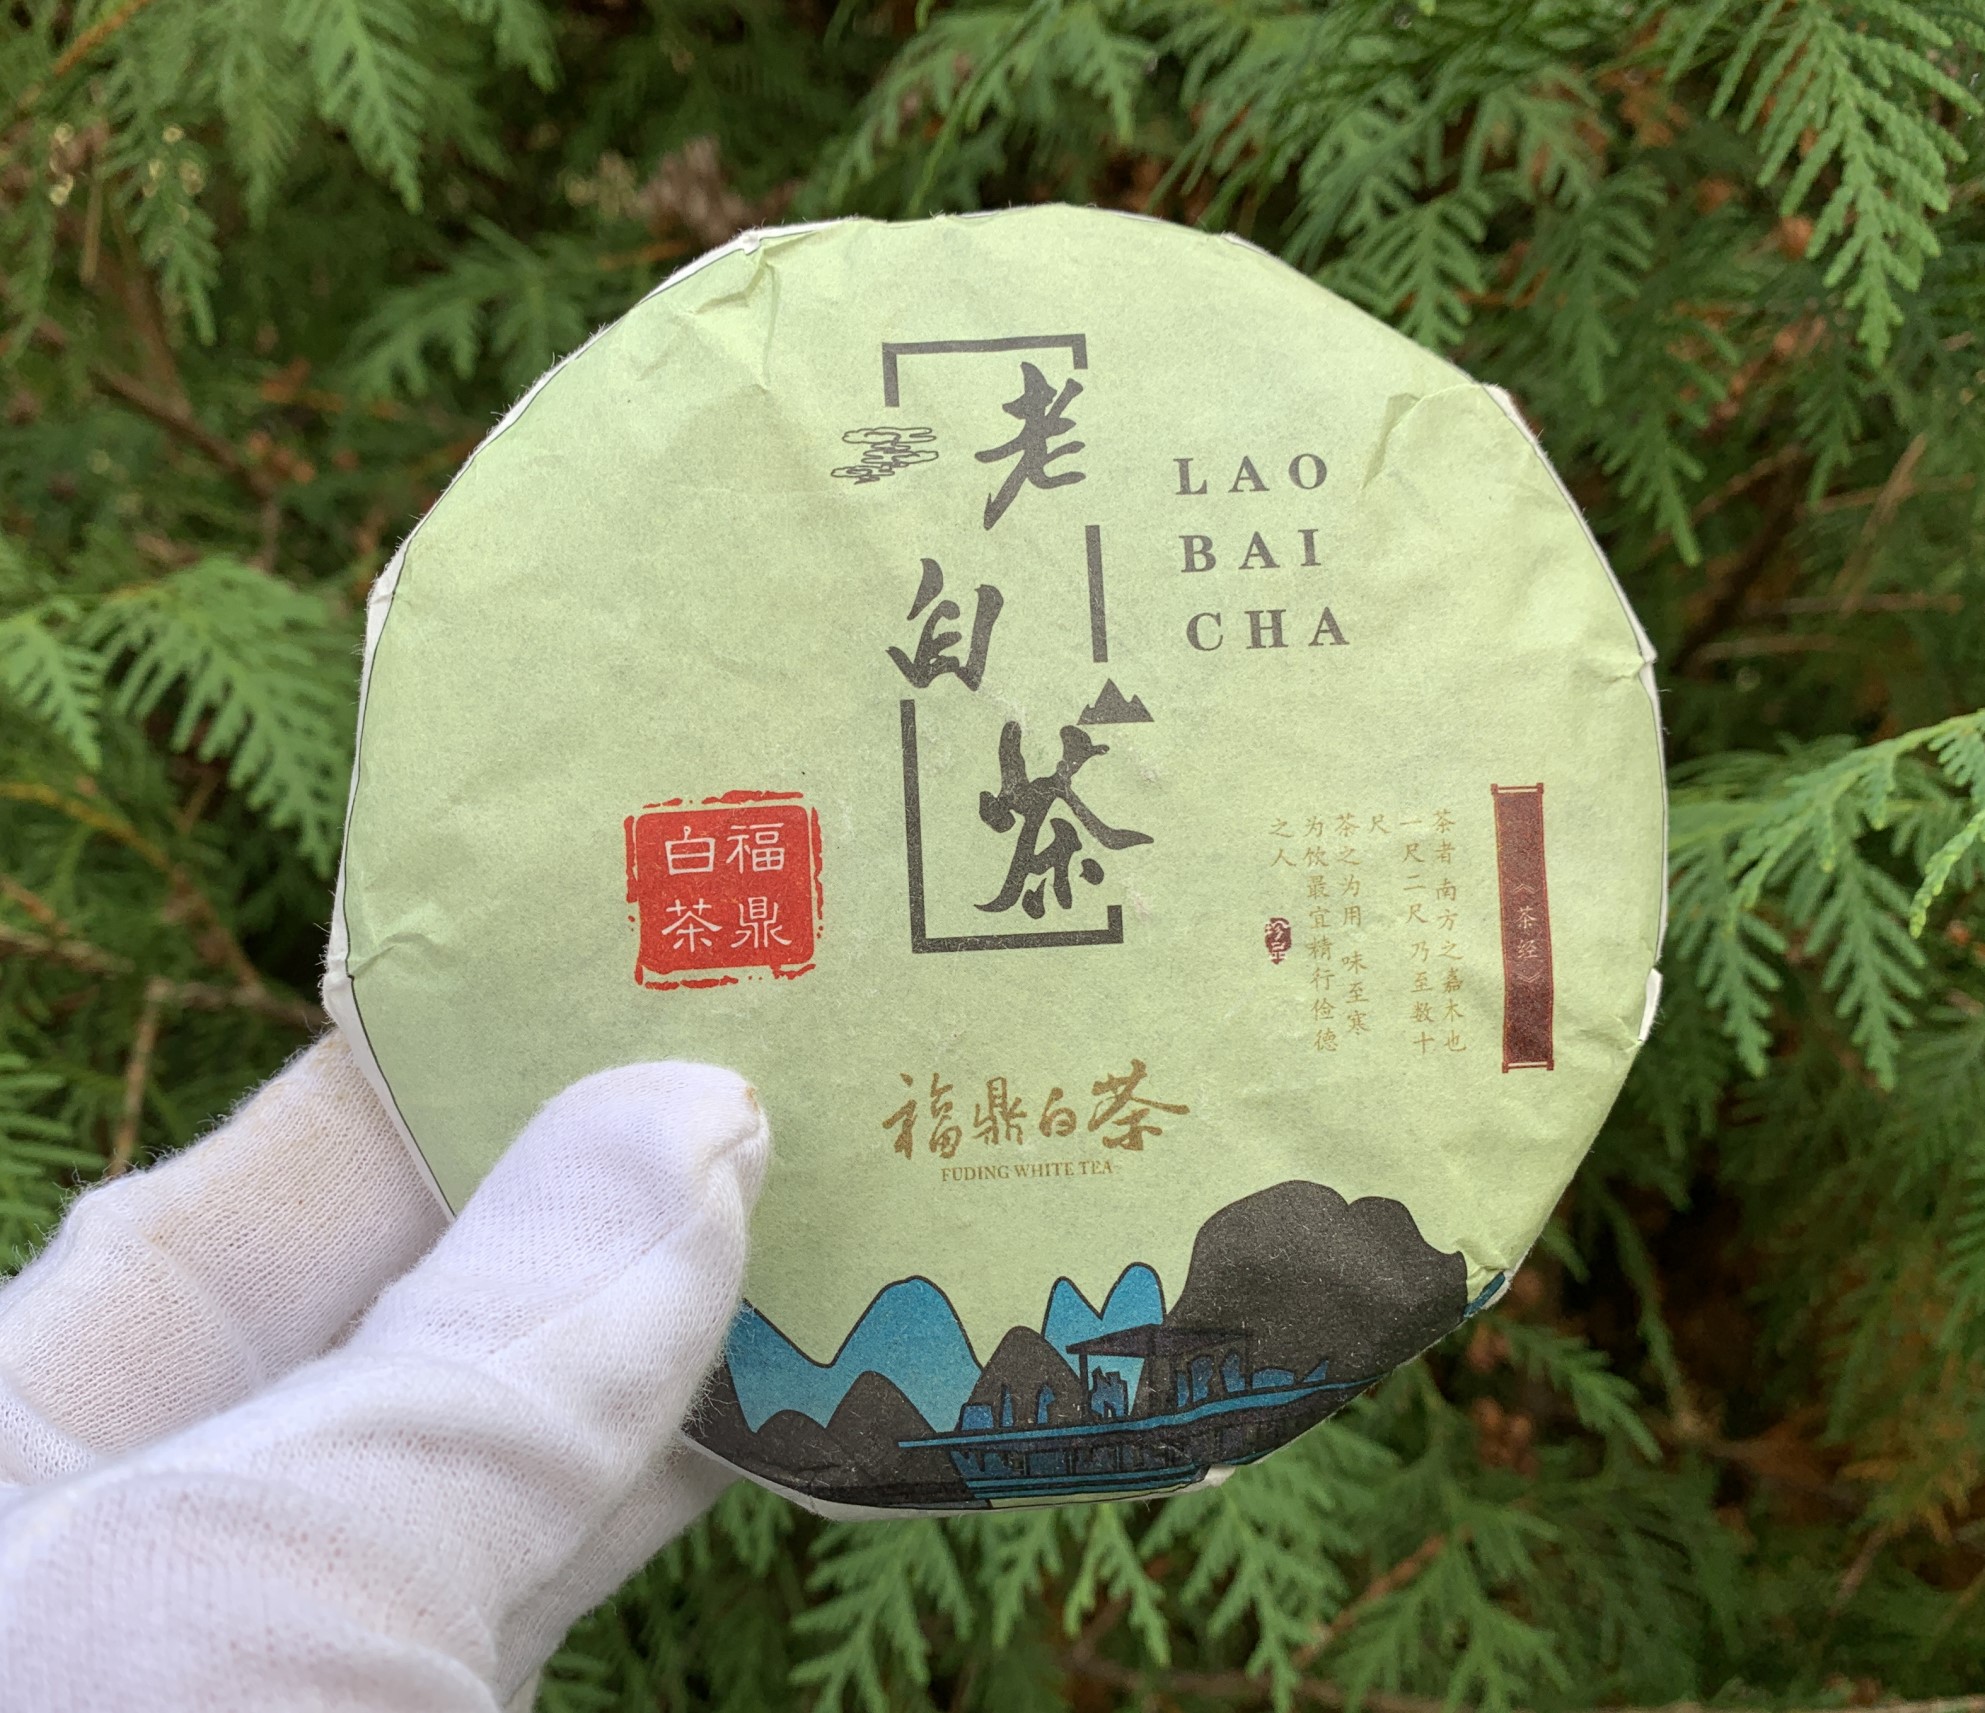 老白茶
LAO
BAI
CHA
福鼎
白茶
《茶经》
茶者南方之嘉木也
一尺二尺乃至数十
尺
茶之为用味至寒
为饮最宜精行俭德
之人
珍品
福鼎白茶
FUDING WHITE TEA